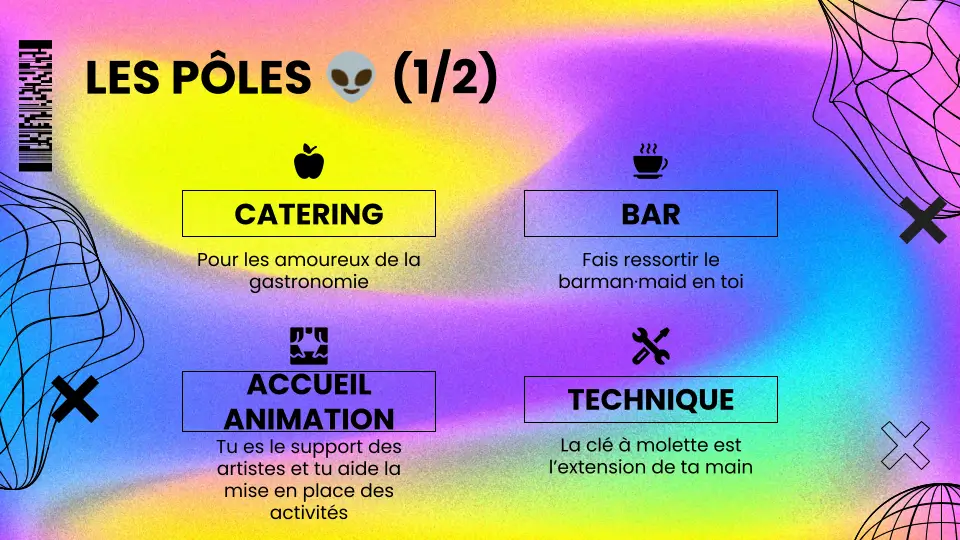 LES PÔLES 👽 (1/2)
CATERING
Pour les amoureux de la
gastronomie
BAR
Fais ressortir le
barman·maid en toi
ACCUEIL
ANIMATION
Tu es le support des
artistes et tu aide la
mise en place des
activités
TECHNIQUE
La clé à molette est
l’extension de ta main